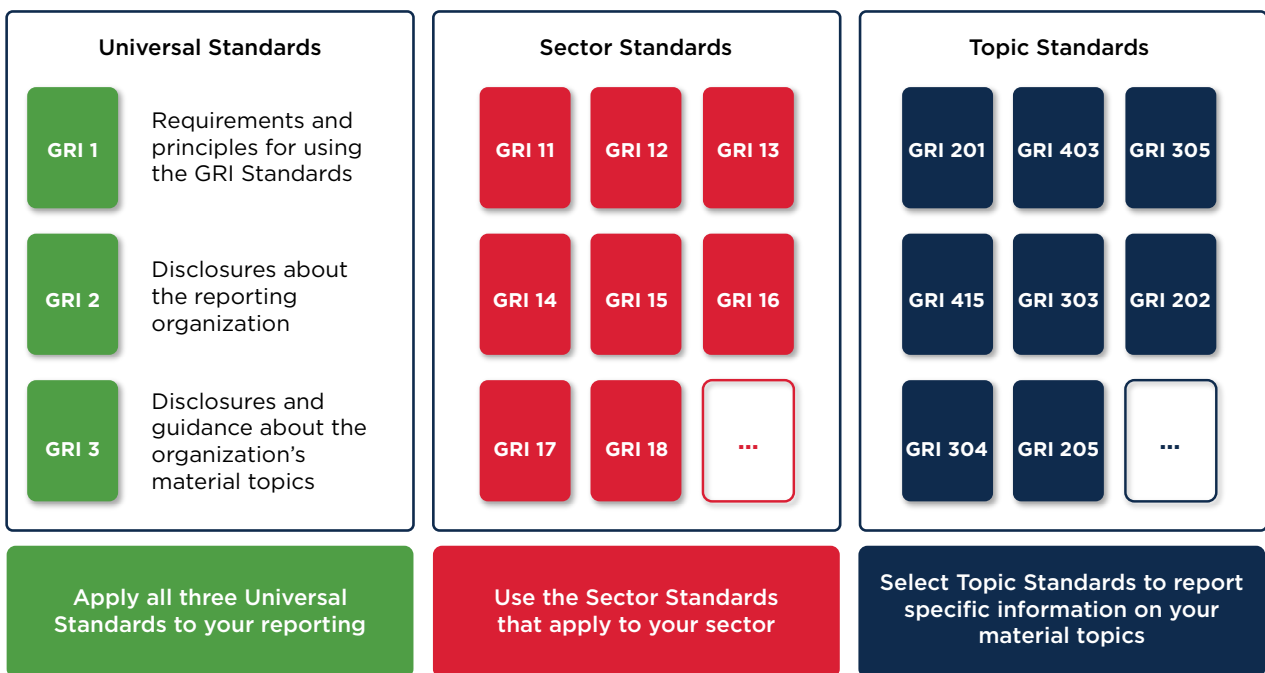 Universal Standards
GRI 1
Requirements and
principles for using
the GRI Standards
GRI 2
Disclosures about
the reporting
organization
GRI 3
Disclosures and
guidance about the
organization’s
material topics
Apply all three Universal
Standards to your reporting
Sector Standards
GRI 11 GRI 12 GRI 13
GRI 14 GRI 15 GRI 16
GRI 17 GRI 18 ...
Use the Sector Standards
that apply to your sector
Topic Standards
GRI 201 GRI 403 GRI 305
GRI 415 GRI 303 GRI 202
GRI 304 GRI 205 ...
Select Topic Standards to report
specific information on your
material topics